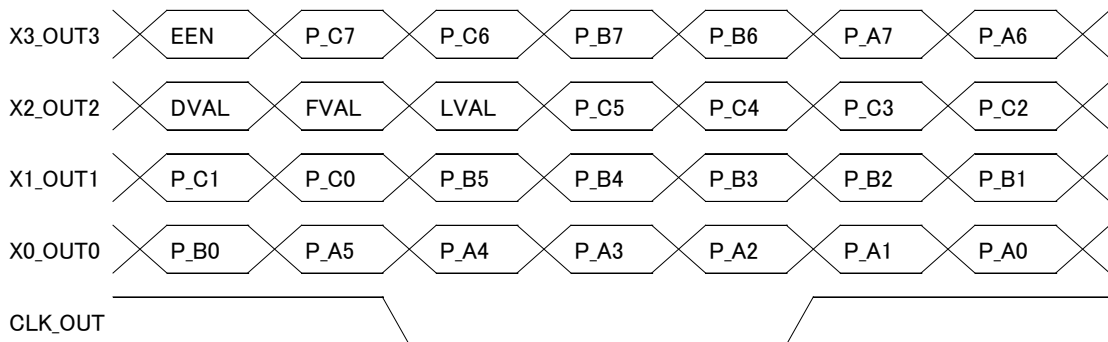 X3_OUT3 EEN P_C7 P_C6 P_B7 P_B6 P_A7 P_A6
X2_OUT2 DVAL FVAL LVAL P_C5 P_C4 P_C3 P_C2
X1_OUT1 P_C1 P_C0 P_B5 P_B4 P_B3 P_B2 P_B1
X0_OUT0 P_B0 P_A5 P_A4 P_A3 P_A2 P_A1 P_A0
CLK_OUT